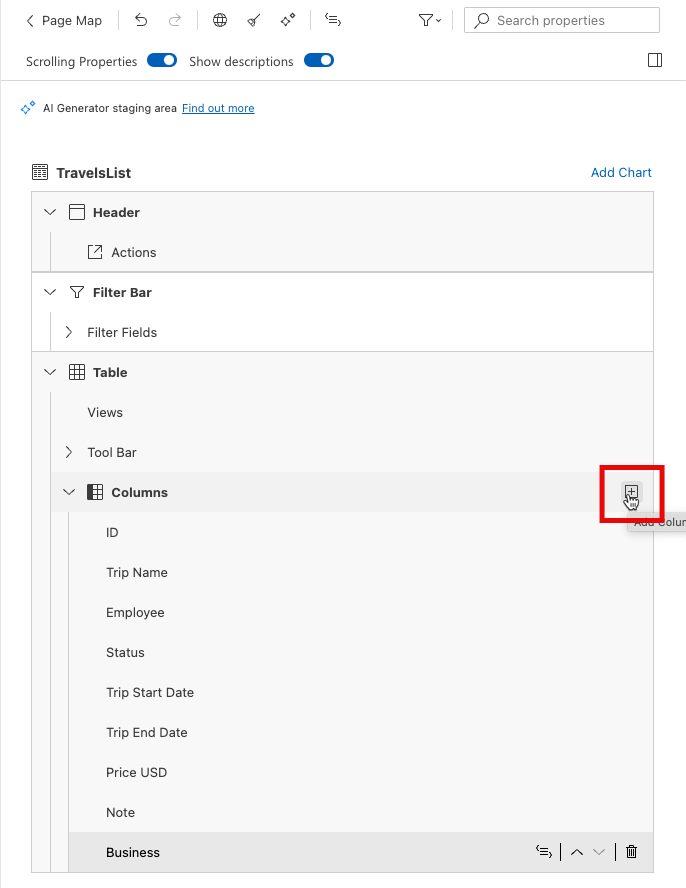 Page Map
Search properties
Scrolling Properties
Show descriptions
AI Generator staging area Find out more
TravelsList
Add Chart
Header
Actions
Filter Bar
Filter Fields
Table
Views
Tool Bar
Columns
Add Colum
ID
Trip Name
Employee
Status
Trip Start Date
Trip End Date
Price USD
Note
Business